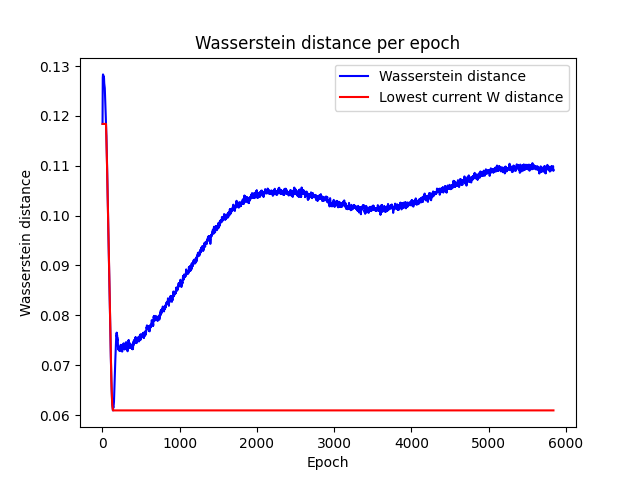 Wasserstein distance per epoch
Wasserstein distance
Lowest current W distance
Wasserstein distance
0.13
0.12
0.11
0.10
0.09
0.08
0.07
0.06
0 1000 2000 3000 4000 5000 6000
Epoch